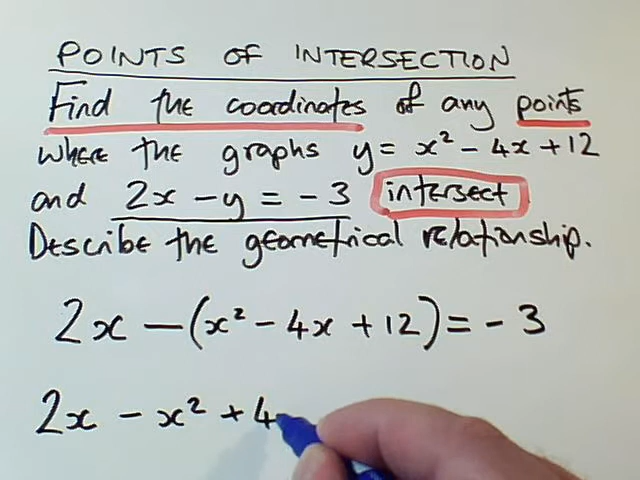 POINTS OF INTERSECTION
Find the coordinates of any points
where the graphs y = x² - 4x + 12
and 2x - y = -3 intersect
Describe the geometrical relationship.
2x - (x² - 4x + 12) = -3
2x - x² + 4